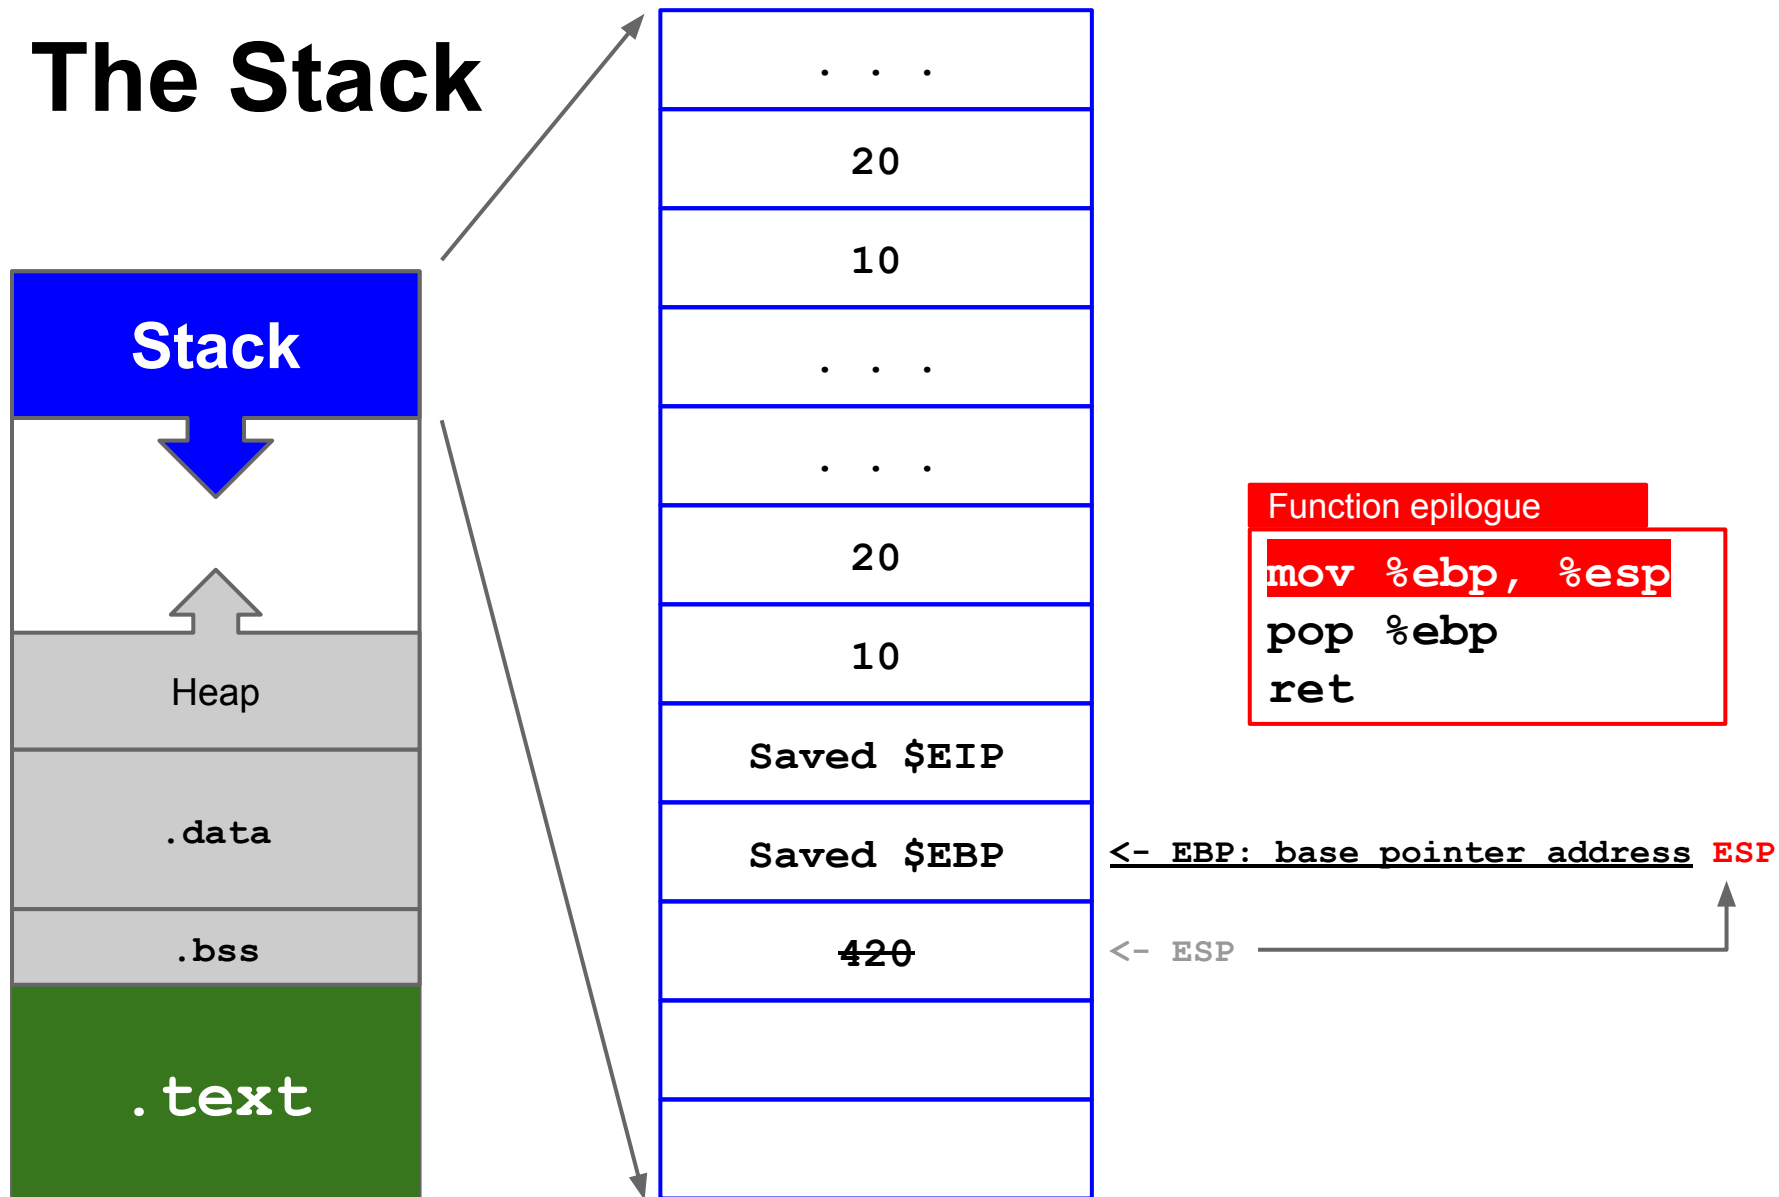 The Stack
Stack
Heap
.data
.bss
.text
. . .
20
10
. . .
. . .
20
10
Saved $EIP
Saved $EBP
420
Function epilogue
mov %ebp, %esp
pop %ebp
ret
<- EBP: base pointer address ESP
<- ESP